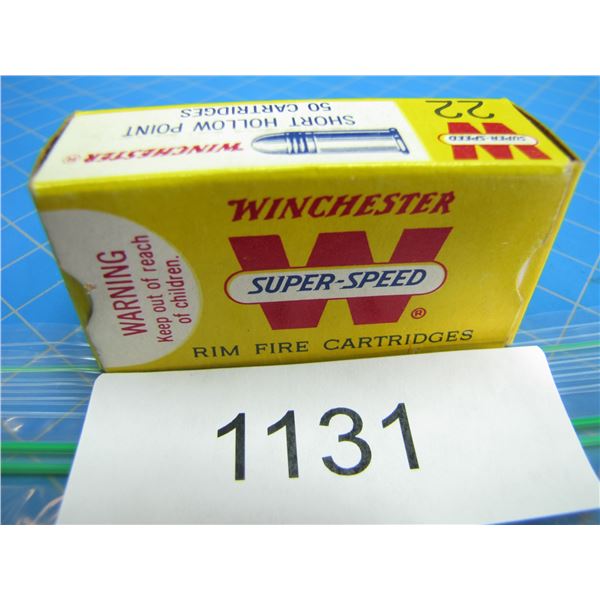 22
W
SUPER-SPEED
WINCHESTER®
SHORT HOLLOW POINT
50 CARTRIDGES
WINCHESTER
W
SUPER-SPEED
®
RIM FIRE CARTRIDGES
WARNING
Keep out of reach
of children.
1131